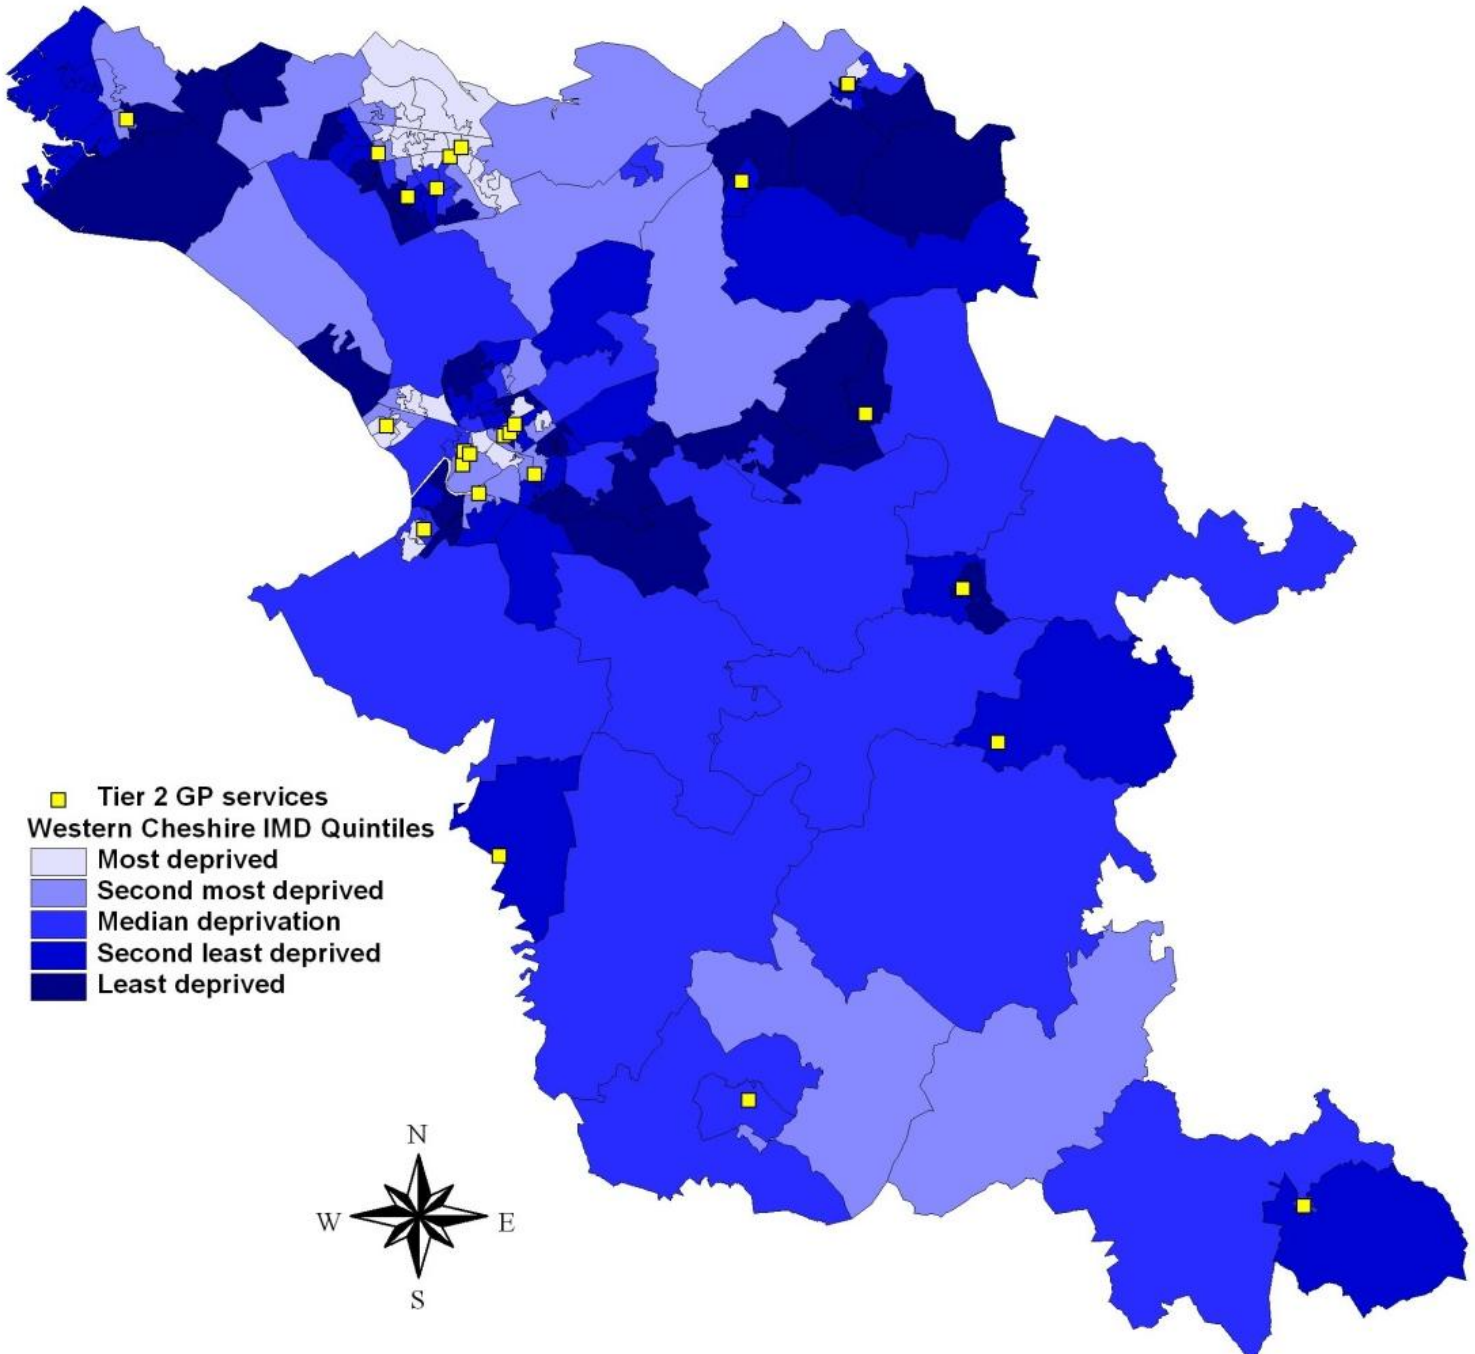 Tier 2 GP services
Western Cheshire IMD Quintiles
Most deprived
Second most deprived
Median deprivation
Second least deprived
Least deprived
N
W E
S